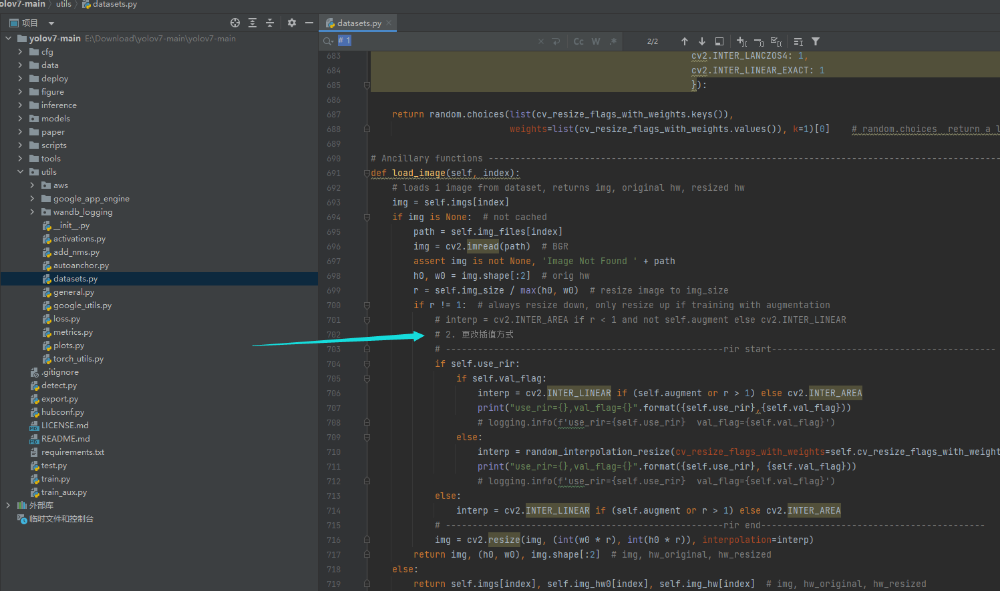 olov7-main
utils
datasets.py
项目
yolov7-main E:\Download\yolov7-main\yolov7-main
cfg
data
deploy
figure
inference
models
paper
scripts
tools
utils
aws
google_app_engine
wandb_logging
__init__.py
activations.py
add_nms.py
autoanchor.py
datasets.py
general.py
google_utils.py
loss.py
metrics.py
plots.py
torch_utils.py
.gitignore
detect.py
export.py
hubconf.py
LICENSE.md
README.md
requirements.txt
test.py
train.py
train_aux.py
外部库
临时文件和控制台
datasets.py
# 1
Cc W .* 2/2
683 cv2.INTER_LANCZOS4: 1,
684 cv2.INTER_LINEAR_EXACT: 1
685 }):
686
687 return random.choices(list(cv_resize_flags_with_weights.keys()),
688 weights=list(cv_resize_flags_with_weights.values()), k=1)[0] # random.choices return a l
689
690 # Ancillary functions ------------------------------------------------------------------------------------------------
691 def load_image(self, index):
692 # loads 1 image from dataset, returns img, original hw, resized hw
693 img = self.imgs[index]
694 if img is None: # not cached
695 path = self.img_files[index]
696 img = cv2.imread(path) # BGR
697 assert img is not None, 'Image Not Found ' + path
698 h0, w0 = img.shape[:2] # orig hw
699 r = self.img_size / max(h0, w0) # resize image to img_size
700 if r != 1: # always resize down, only resize up if training with augmentation
701 # interp = cv2.INTER_AREA if r < 1 and not self.augment else cv2.INTER_LINEAR
702 # 2. 更改插值方式
703 # ----------------------------------------------------rir start------------------------------------------
704 if self.use_rir:
705 if self.val_flag:
706 interp = cv2.INTER_LINEAR if (self.augment or r > 1) else cv2.INTER_AREA
707 print("use_rir={},val_flag={}".format({self.use_rir},{self.val_flag}))
708 # logging.info(f'use_rir={self.use_rir} val_flag={self.val_flag}')
709 else:
710 interp = random_interpolation_resize(cv_resize_flags_with_weights=self.cv_resize_flags_with_weight
711 print("use_rir={},val_flag={}".format({self.use_rir}, {self.val_flag}))
712 # logging.info(f'use_rir={self.use_rir} val_flag={self.val_flag}')
713 else:
714 interp = cv2.INTER_LINEAR if (self.augment or r > 1) else cv2.INTER_AREA
715 # ----------------------------------------------------rir end------------------------------------------
716 img = cv2.resize(img, (int(w0 * r), int(h0 * r)), interpolation=interp)
717 return img, (h0, w0), img.shape[:2] # img, hw_original, hw_resized
718 else:
719 return self.imgs[index], self.img_hw0[index], self.img_hw[index] # img, hw_original, hw_resized